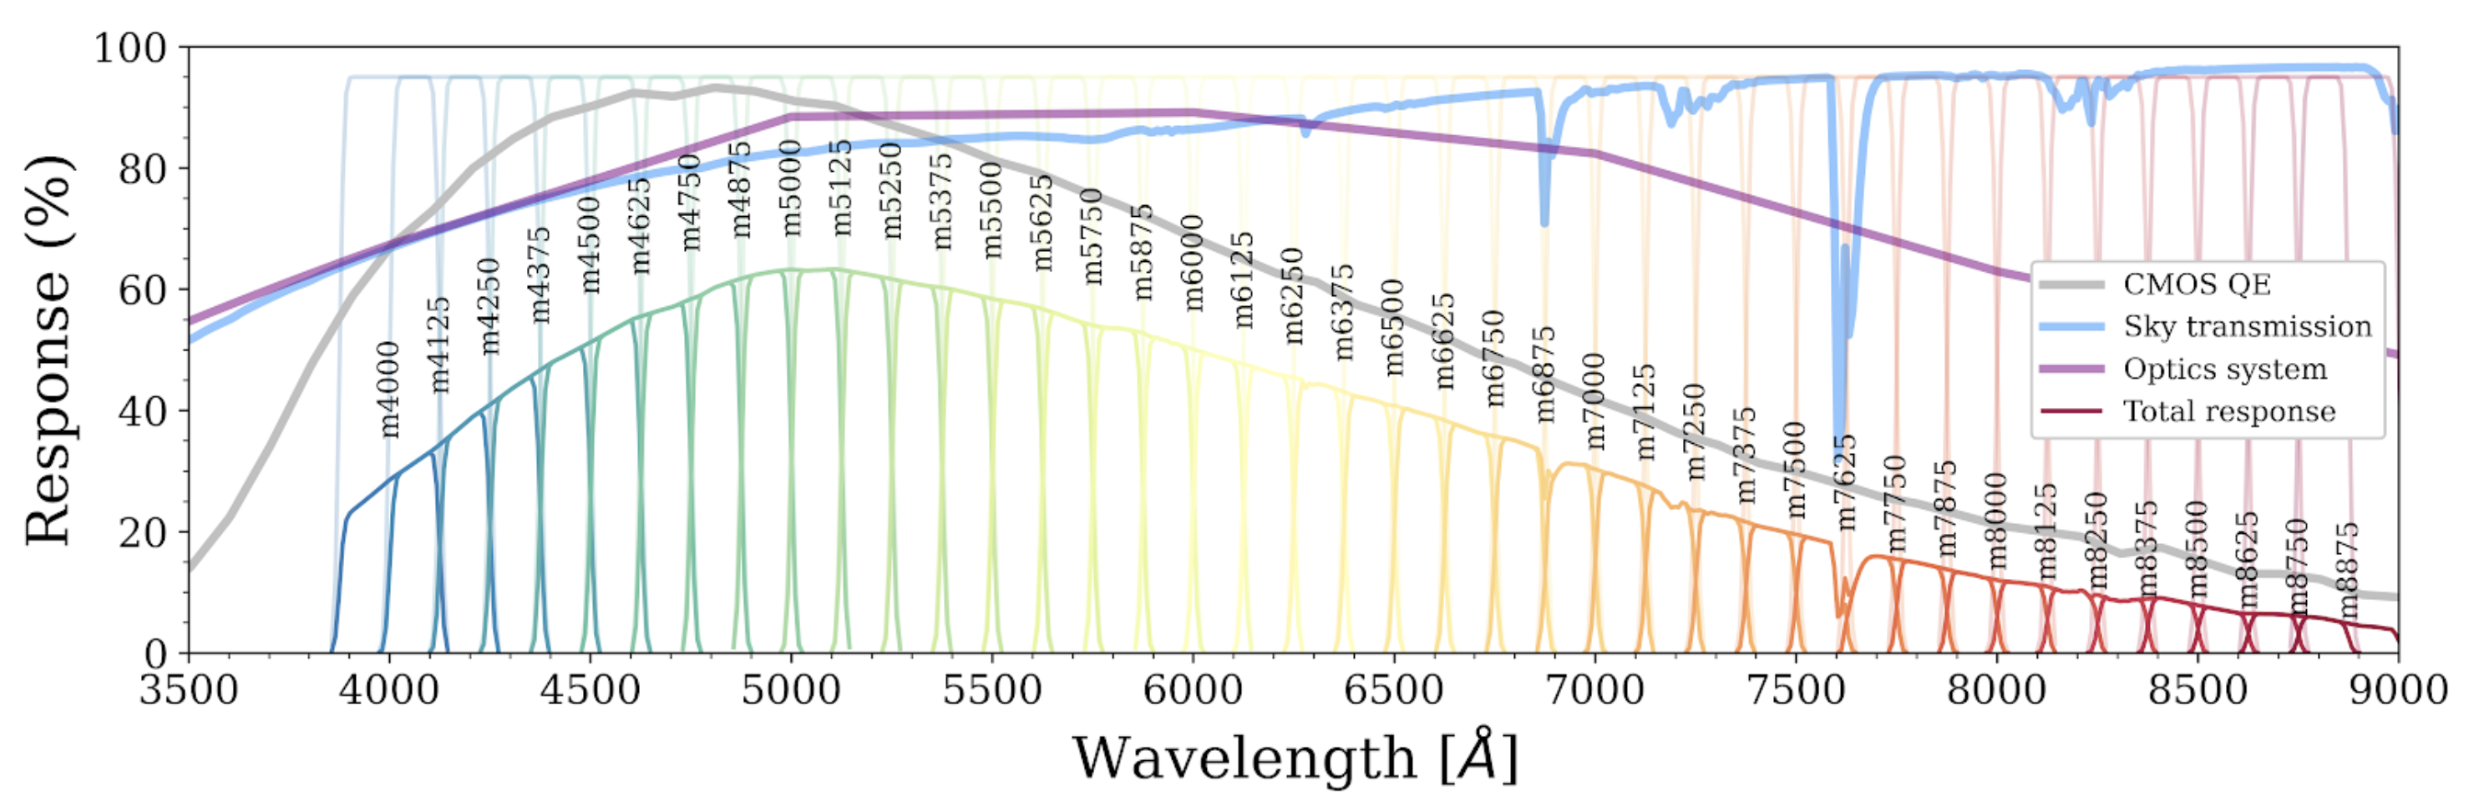 Response (%)
100
80
60
40
20
0
m4000
m4125
m4250
m4375
m4500
m4625
m4750
m4875
m5000
m5125
m5250
m5375
m5500
m5625
m5750
m5875
m6000
m6125
m6250
m6375
m6500
m6625
m6750
m6875
m7000
m7125
m7250
m7375
m7500
m7625
m7750
m7875
m8000
m8125
m8250
m8375
m8500
m8625
m8750
m8875
CMOS QE
Sky transmission
Optics system
Total response
3500 4000 4500 5000 5500 6000 6500 7000 7500 8000 8500 9000
Wavelength [Å]